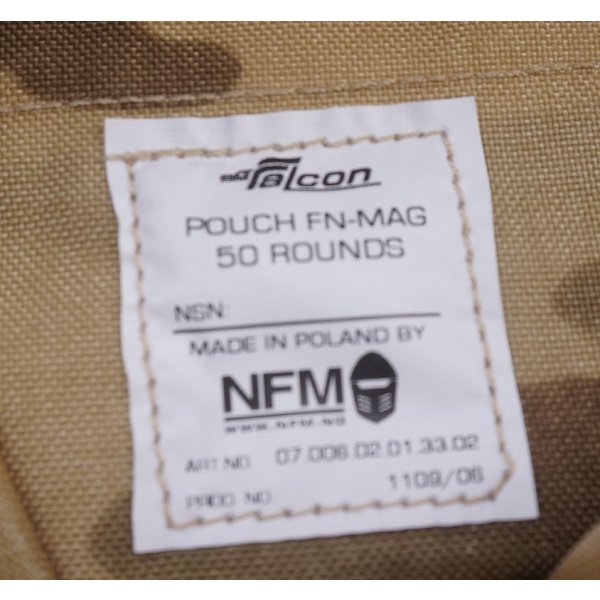 Falcon
POUCH FN-MAG
50 ROUNDS
NSN:
MADE IN POLAND BY
NFM
WWW.NFM.NO
ART.NO 07.006.02.01.33.02
PROD NO 1109/06